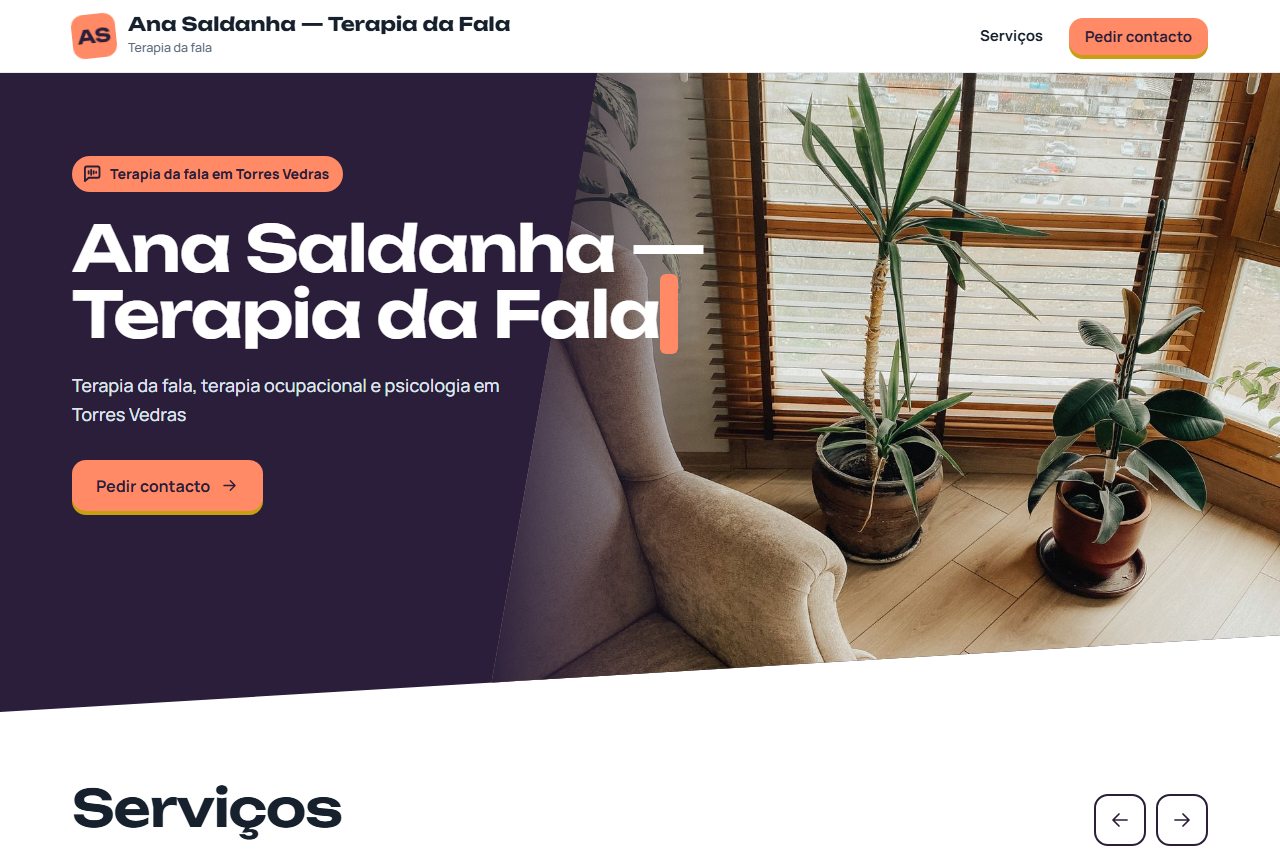 AS
Ana Saldanha — Terapia da Fala
Terapia da fala
Serviços
Pedir contacto
Terapia da fala em Torres Vedras
Ana Saldanha —
Terapia da Fala
Terapia da fala, terapia ocupacional e psicologia em
Torres Vedras
Pedir contacto
Serviços